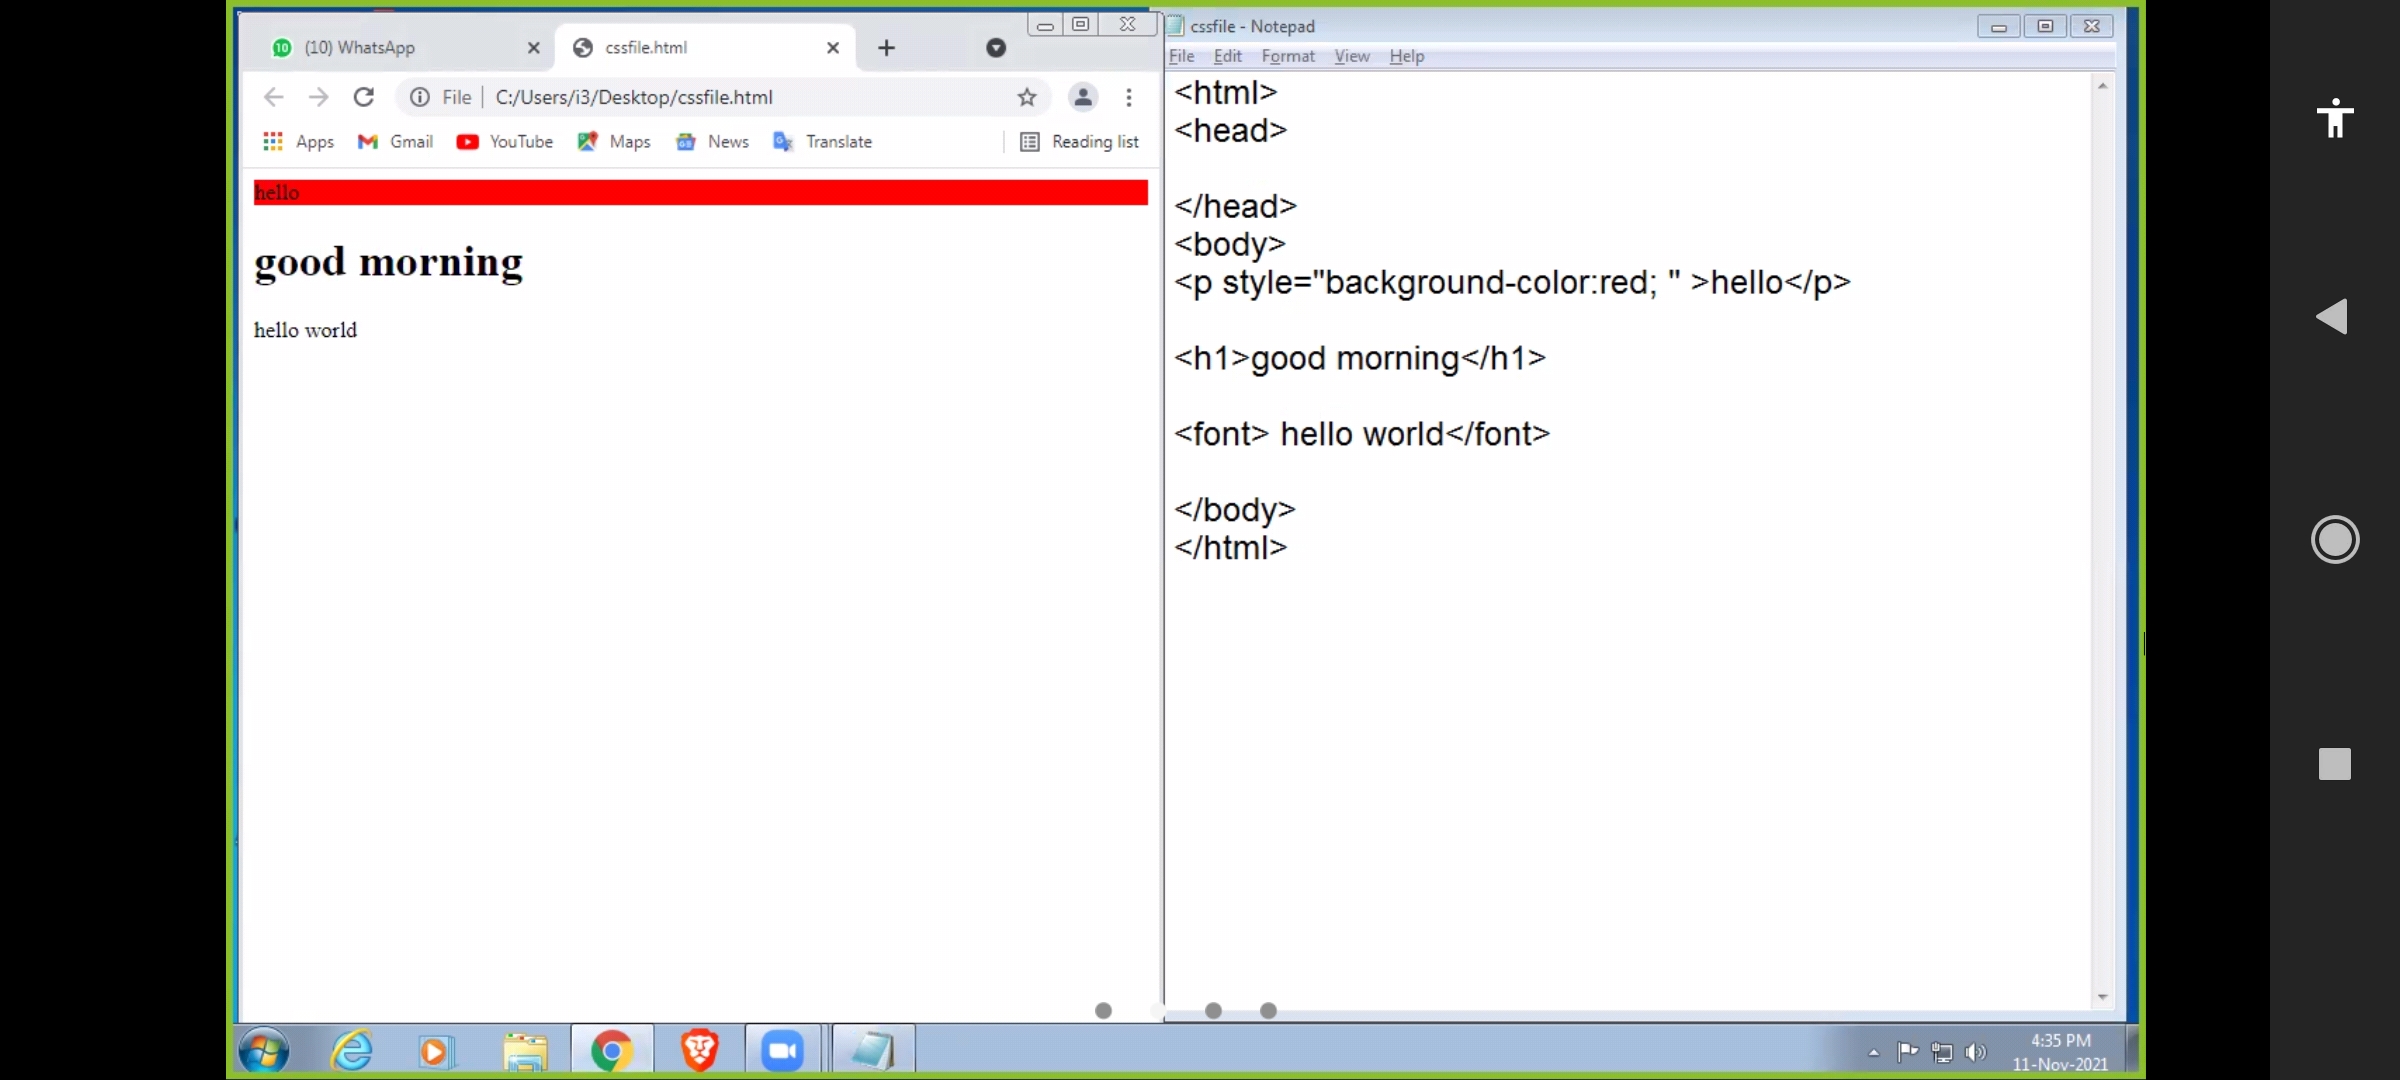 10 (10) WhatsApp
cssfile.html
File C:/Users/i3/Desktop/cssfile.html
Apps Gmail YouTube Maps News Translate Reading list
hello
good morning
hello world
cssfile - Notepad
File Edit Format View Help
<html>
<head>
</head>
<body>
<p style="background-color:red; " >hello</p>
<h1>good morning</h1>
<font> hello world</font>
</body>
</html>
4:35 PM
11-Nov-2021